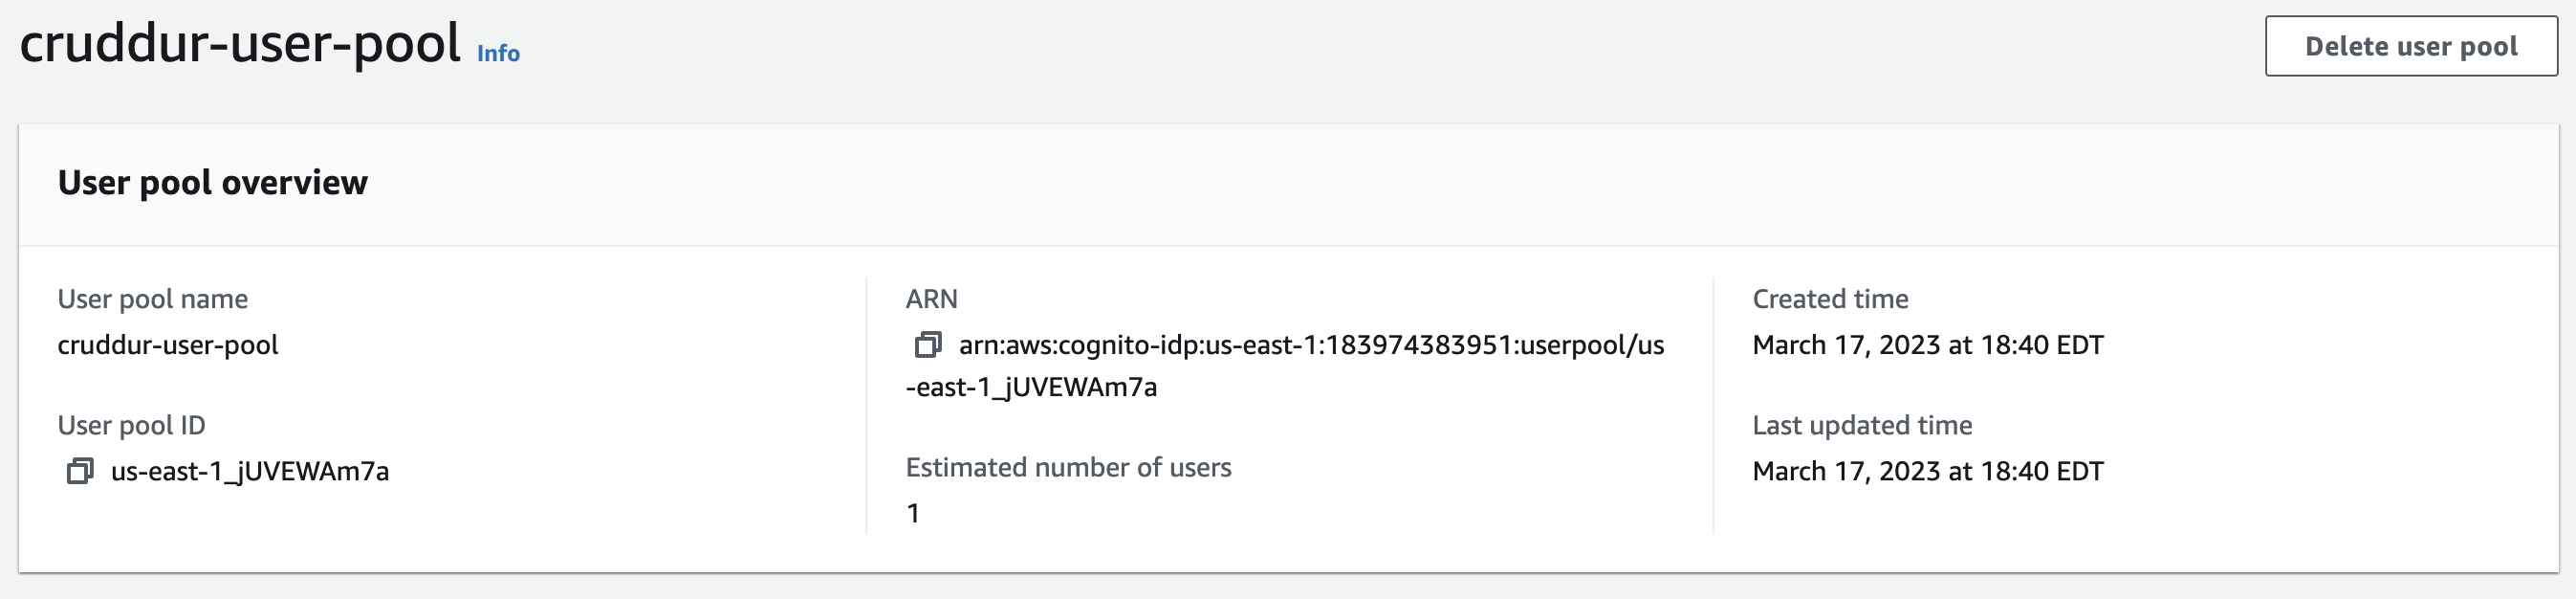 cruddur-user-pool Info
Delete user pool
User pool overview
User pool name
cruddur-user-pool
User pool ID
us-east-1_jUVEWAm7a
ARN
arn:aws:cognito-idp:us-east-1:183974383951:userpool/us
-east-1_jUVEWAm7a
Estimated number of users
1
Created time
March 17, 2023 at 18:40 EDT
Last updated time
March 17, 2023 at 18:40 EDT